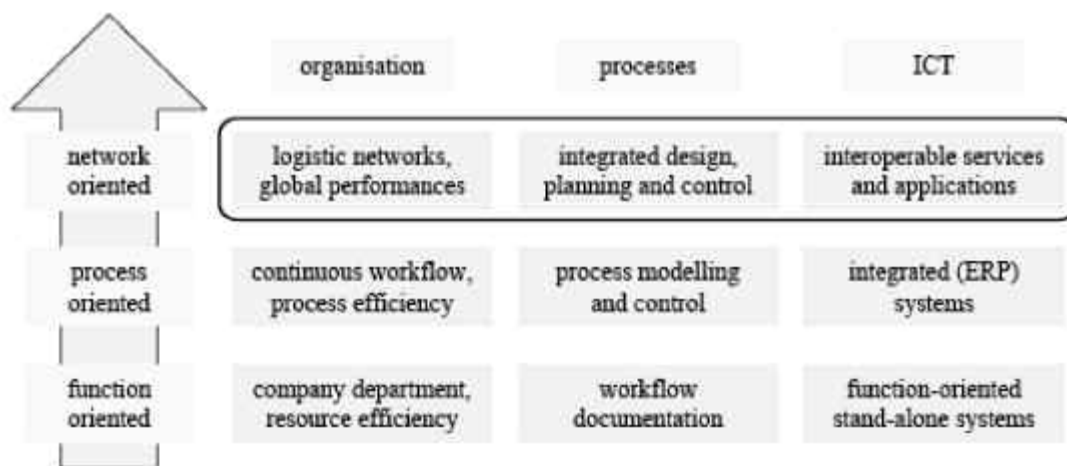 organisation
processes
ICT
network
oriented
logistic networks,
global performances
integrated design,
planning and control
interoperable services
and applications
process
oriented
continuous workflow,
process efficiency
process modelling
and control
integrated (ERP)
systems
function
oriented
company department,
resource efficiency
workflow
documentation
function-oriented
stand-alone systems